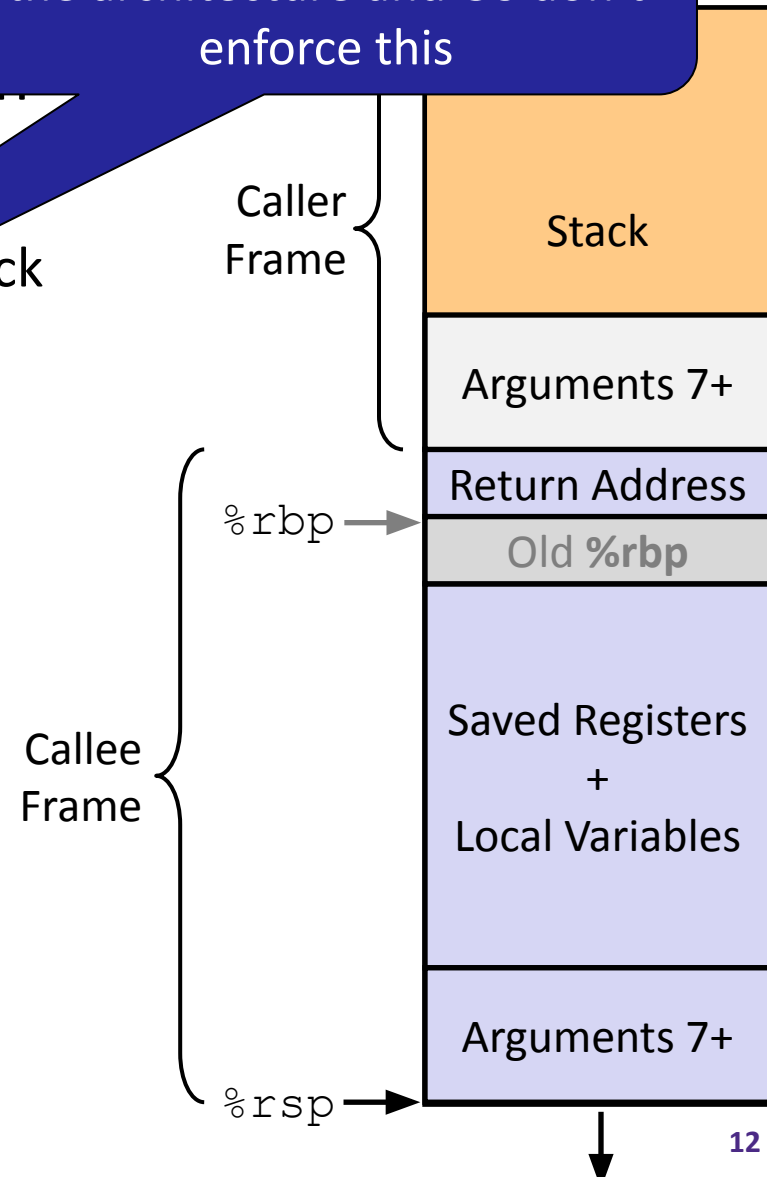 enforce this
Caller
Frame
Stack
Arguments 7+
Return Address
%rbp
Old %rbp
Saved Registers
+
Local Variables
Callee
Frame
Arguments 7+
%rsp
12